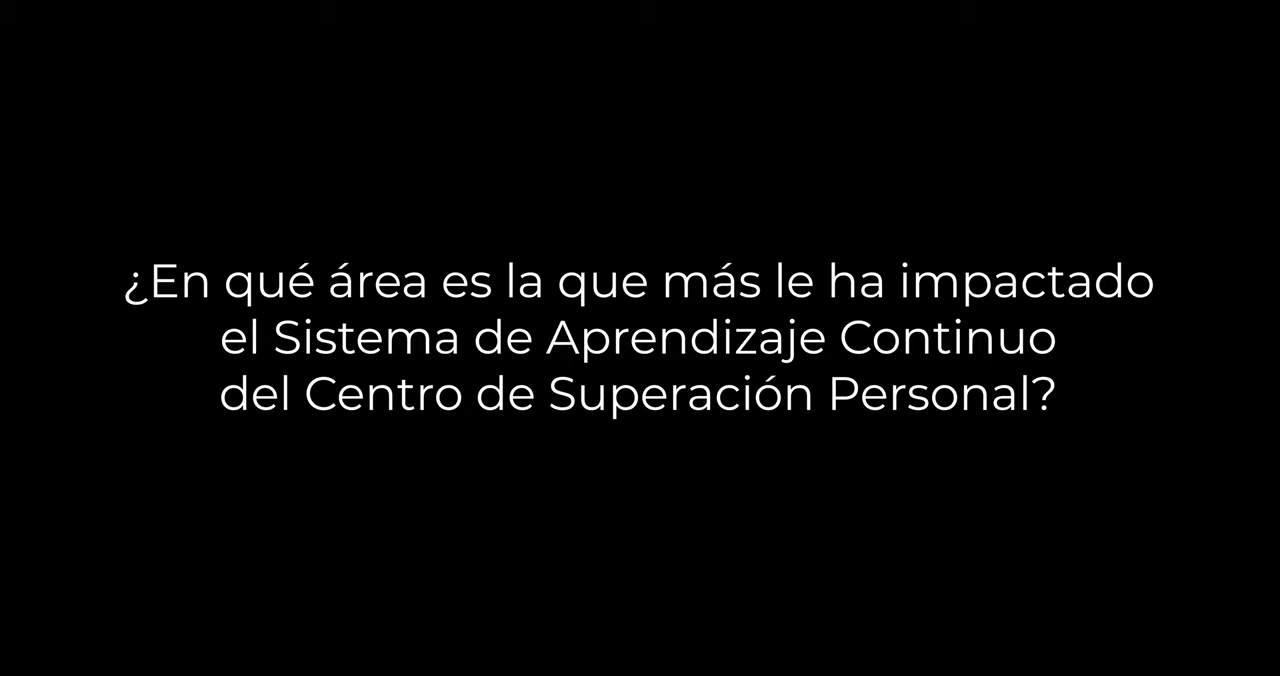 ¿En qué área es la que más le ha impactado
el Sistema de Aprendizaje Continuo
del Centro de Superación Personal?